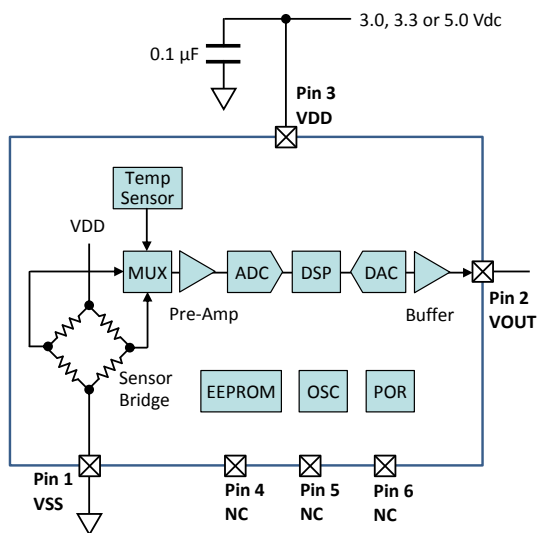 3.0, 3.3 or 5.0 Vdc
0.1 µF
Pin 3
VDD
Temp
Sensor
VDD
MUX
ADC
DSP
DAC
Pre-Amp
Buffer
Pin 2
VOUT
Sensor
Bridge
EEPROM
OSC
POR
Pin 1
VSS
Pin 4
NC
Pin 5
NC
Pin 6
NC